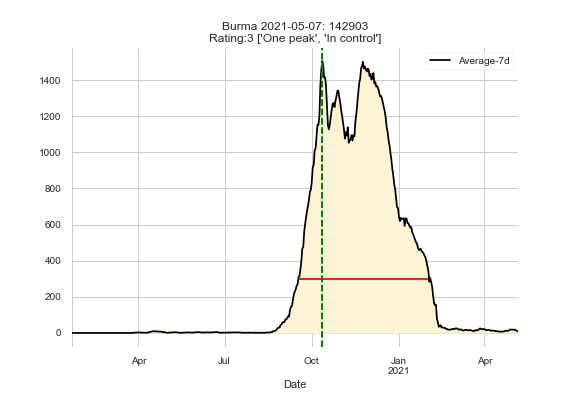 Burma 2021-05-07: 142903
Rating:3 ['One peak', 'In control']
Average-7d
1400
1200
1000
800
600
400
200
0
Apr
Jul
Oct
Jan
2021
Apr
Date